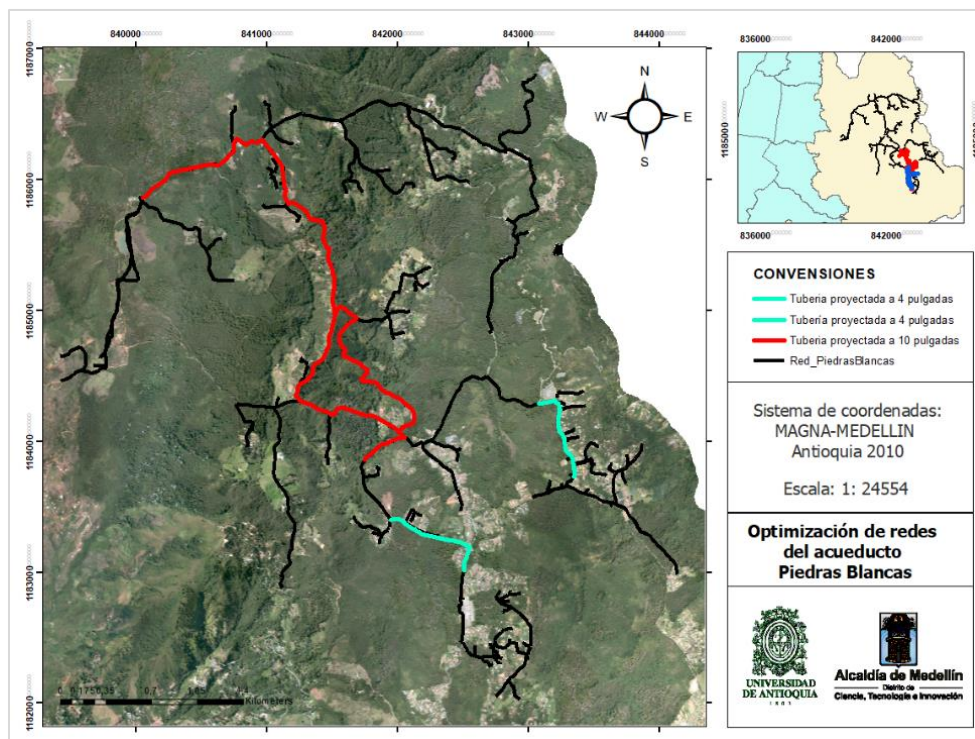 840000
841000
842000
843000
844000
1187000
1186000
1185000
1184000
1183000
1182000
N
W
E
S
Kilometers
836000
842000
1185000
836000
842000
CONVENSIONES
Tuberia proyectada a 4 pulgadas
Tubería proyectada a 4 pulgadas
Tuberia proyectada a 10 pulgadas
Red_PiedrasBlancas
Sistema de coordenadas:
MAGNA-MEDELLIN
Antioquia 2010
Escala: 1: 24554
Optimización de redes
del acueducto
Piedras Blancas
UNIVERSIDAD
DE ANTIOQUIA
1803
Alcaldía de Medellín
Distrito de
Ciencia, Tecnología e Innovación